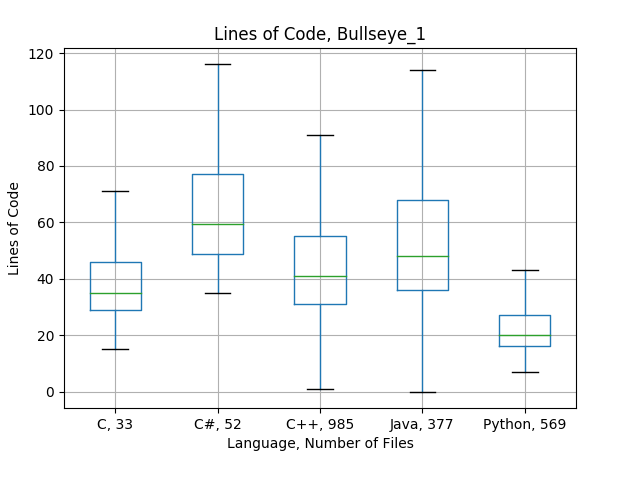 Lines of Code, Bullseye_1
120
100
80
60
40
20
0
Lines of Code
C, 33 C#, 52 C++, 985 Java, 377 Python, 569
Language, Number of Files